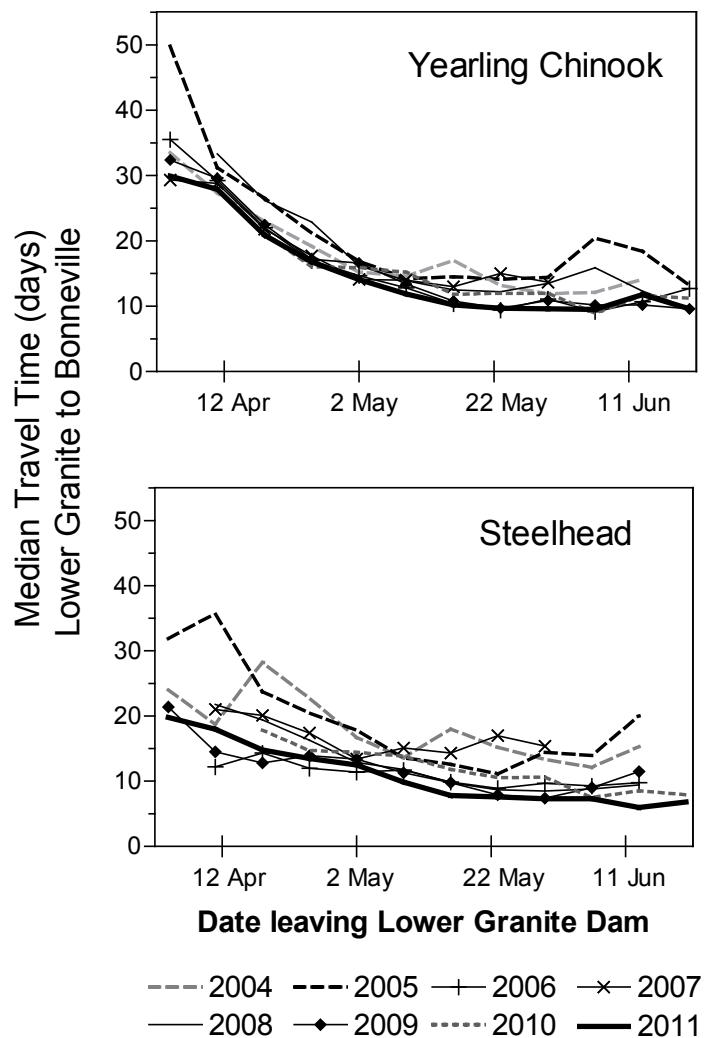 Median Travel Time (days)
Lower Granite to Bonneville
50
40
30
20
10
0
Yearling Chinook
12 Apr
2 May
22 May
11 Jun
50
40
30
20
10
0
Steelhead
12 Apr
2 May
22 May
11 Jun
Date leaving Lower Granite Dam
2004 2005 2006 2007
2008 2009 2010 2011